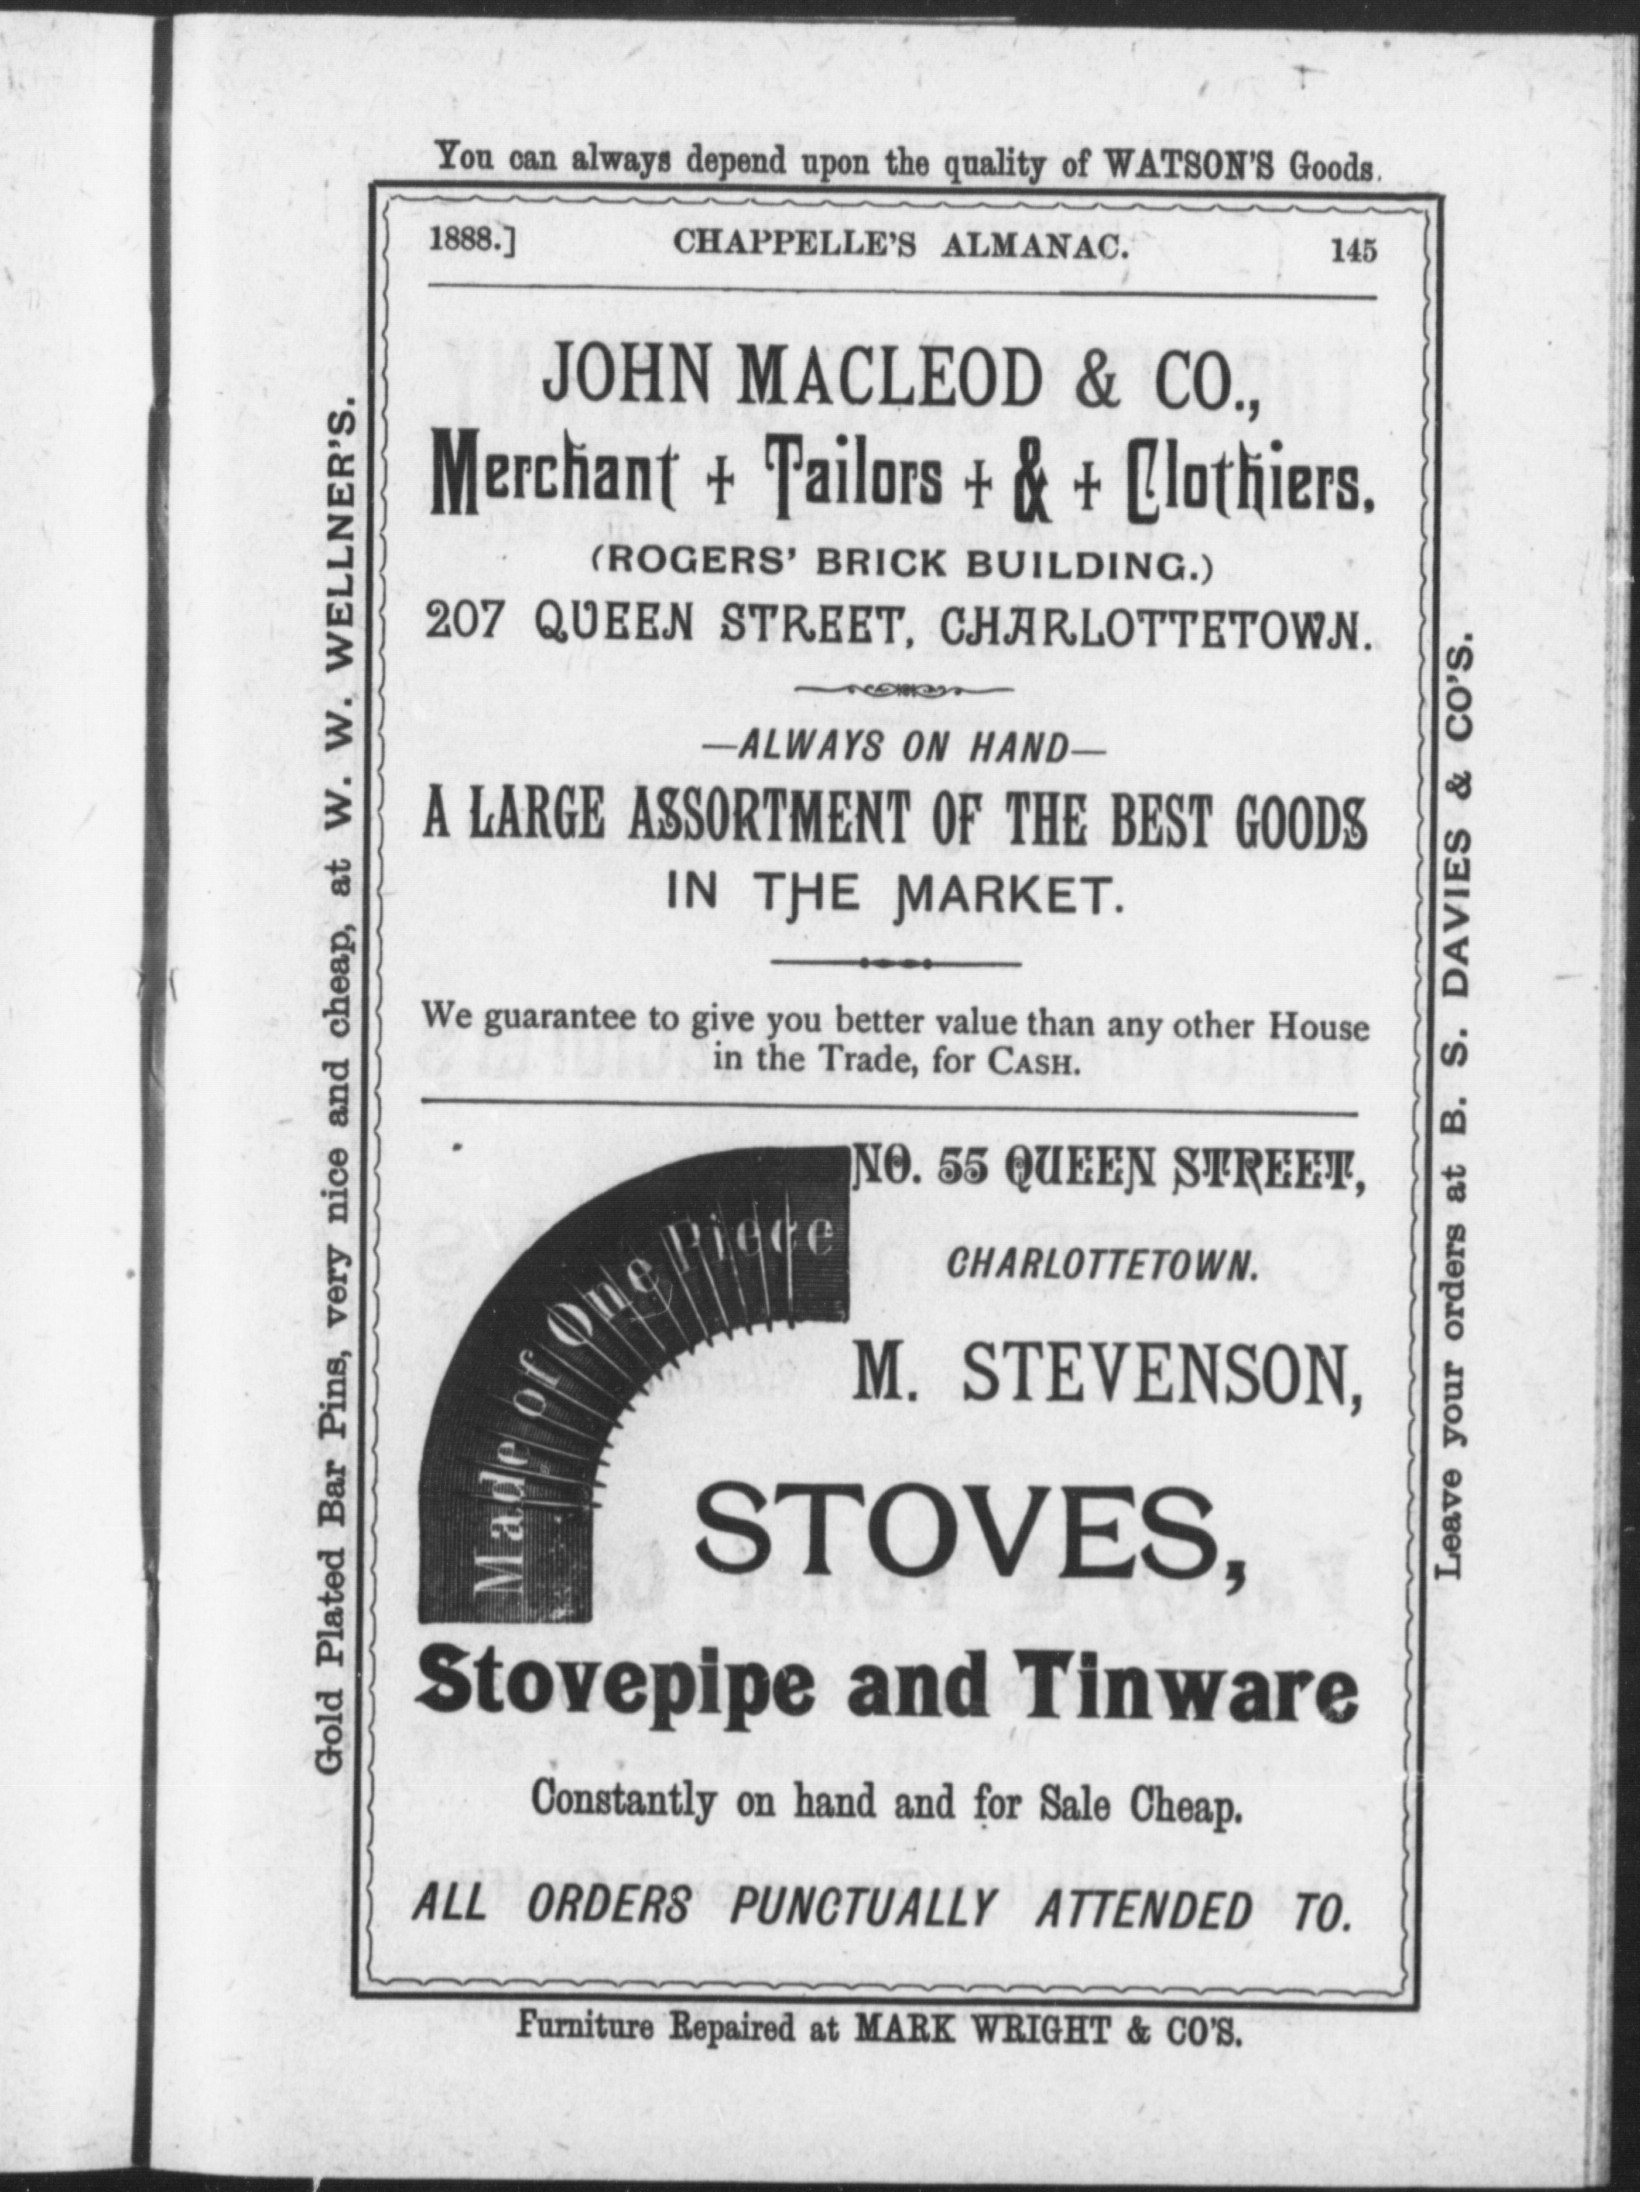 You can always depend upon the quality of WATSON'S Goods.
1888.] CHAPPELLE'S ALMANAC. 145
JOHN MACLEOD & CO.,
Merchant + Tailors + & + Clothiers,
(ROGERS' BRICK BUILDING.)
207 QUEEN STREET, CHARLOTTETOWN.
—ALWAYS ON HAND—
A LARGE ASSORTMENT OF THE BEST GOODS
IN THE MARKET.
We guarantee to give you better value than any other House
in the Trade, for CASH.
Made of One Piece
NO. 55 QUEEN STREET,
CHARLOTTETOWN.
M. STEVENSON,
STOVES,
Stovepipe and Tinware
Constantly on hand and for Sale Cheap.
ALL ORDERS PUNCTUALLY ATTENDED TO.
Furniture Repaired at MARK WRIGHT & CO'S.
Gold Plated Bar Pins, very nice and cheap, at W. W. WELLNER'S.
Leave your orders at B. S. DAVIES & CO'S.